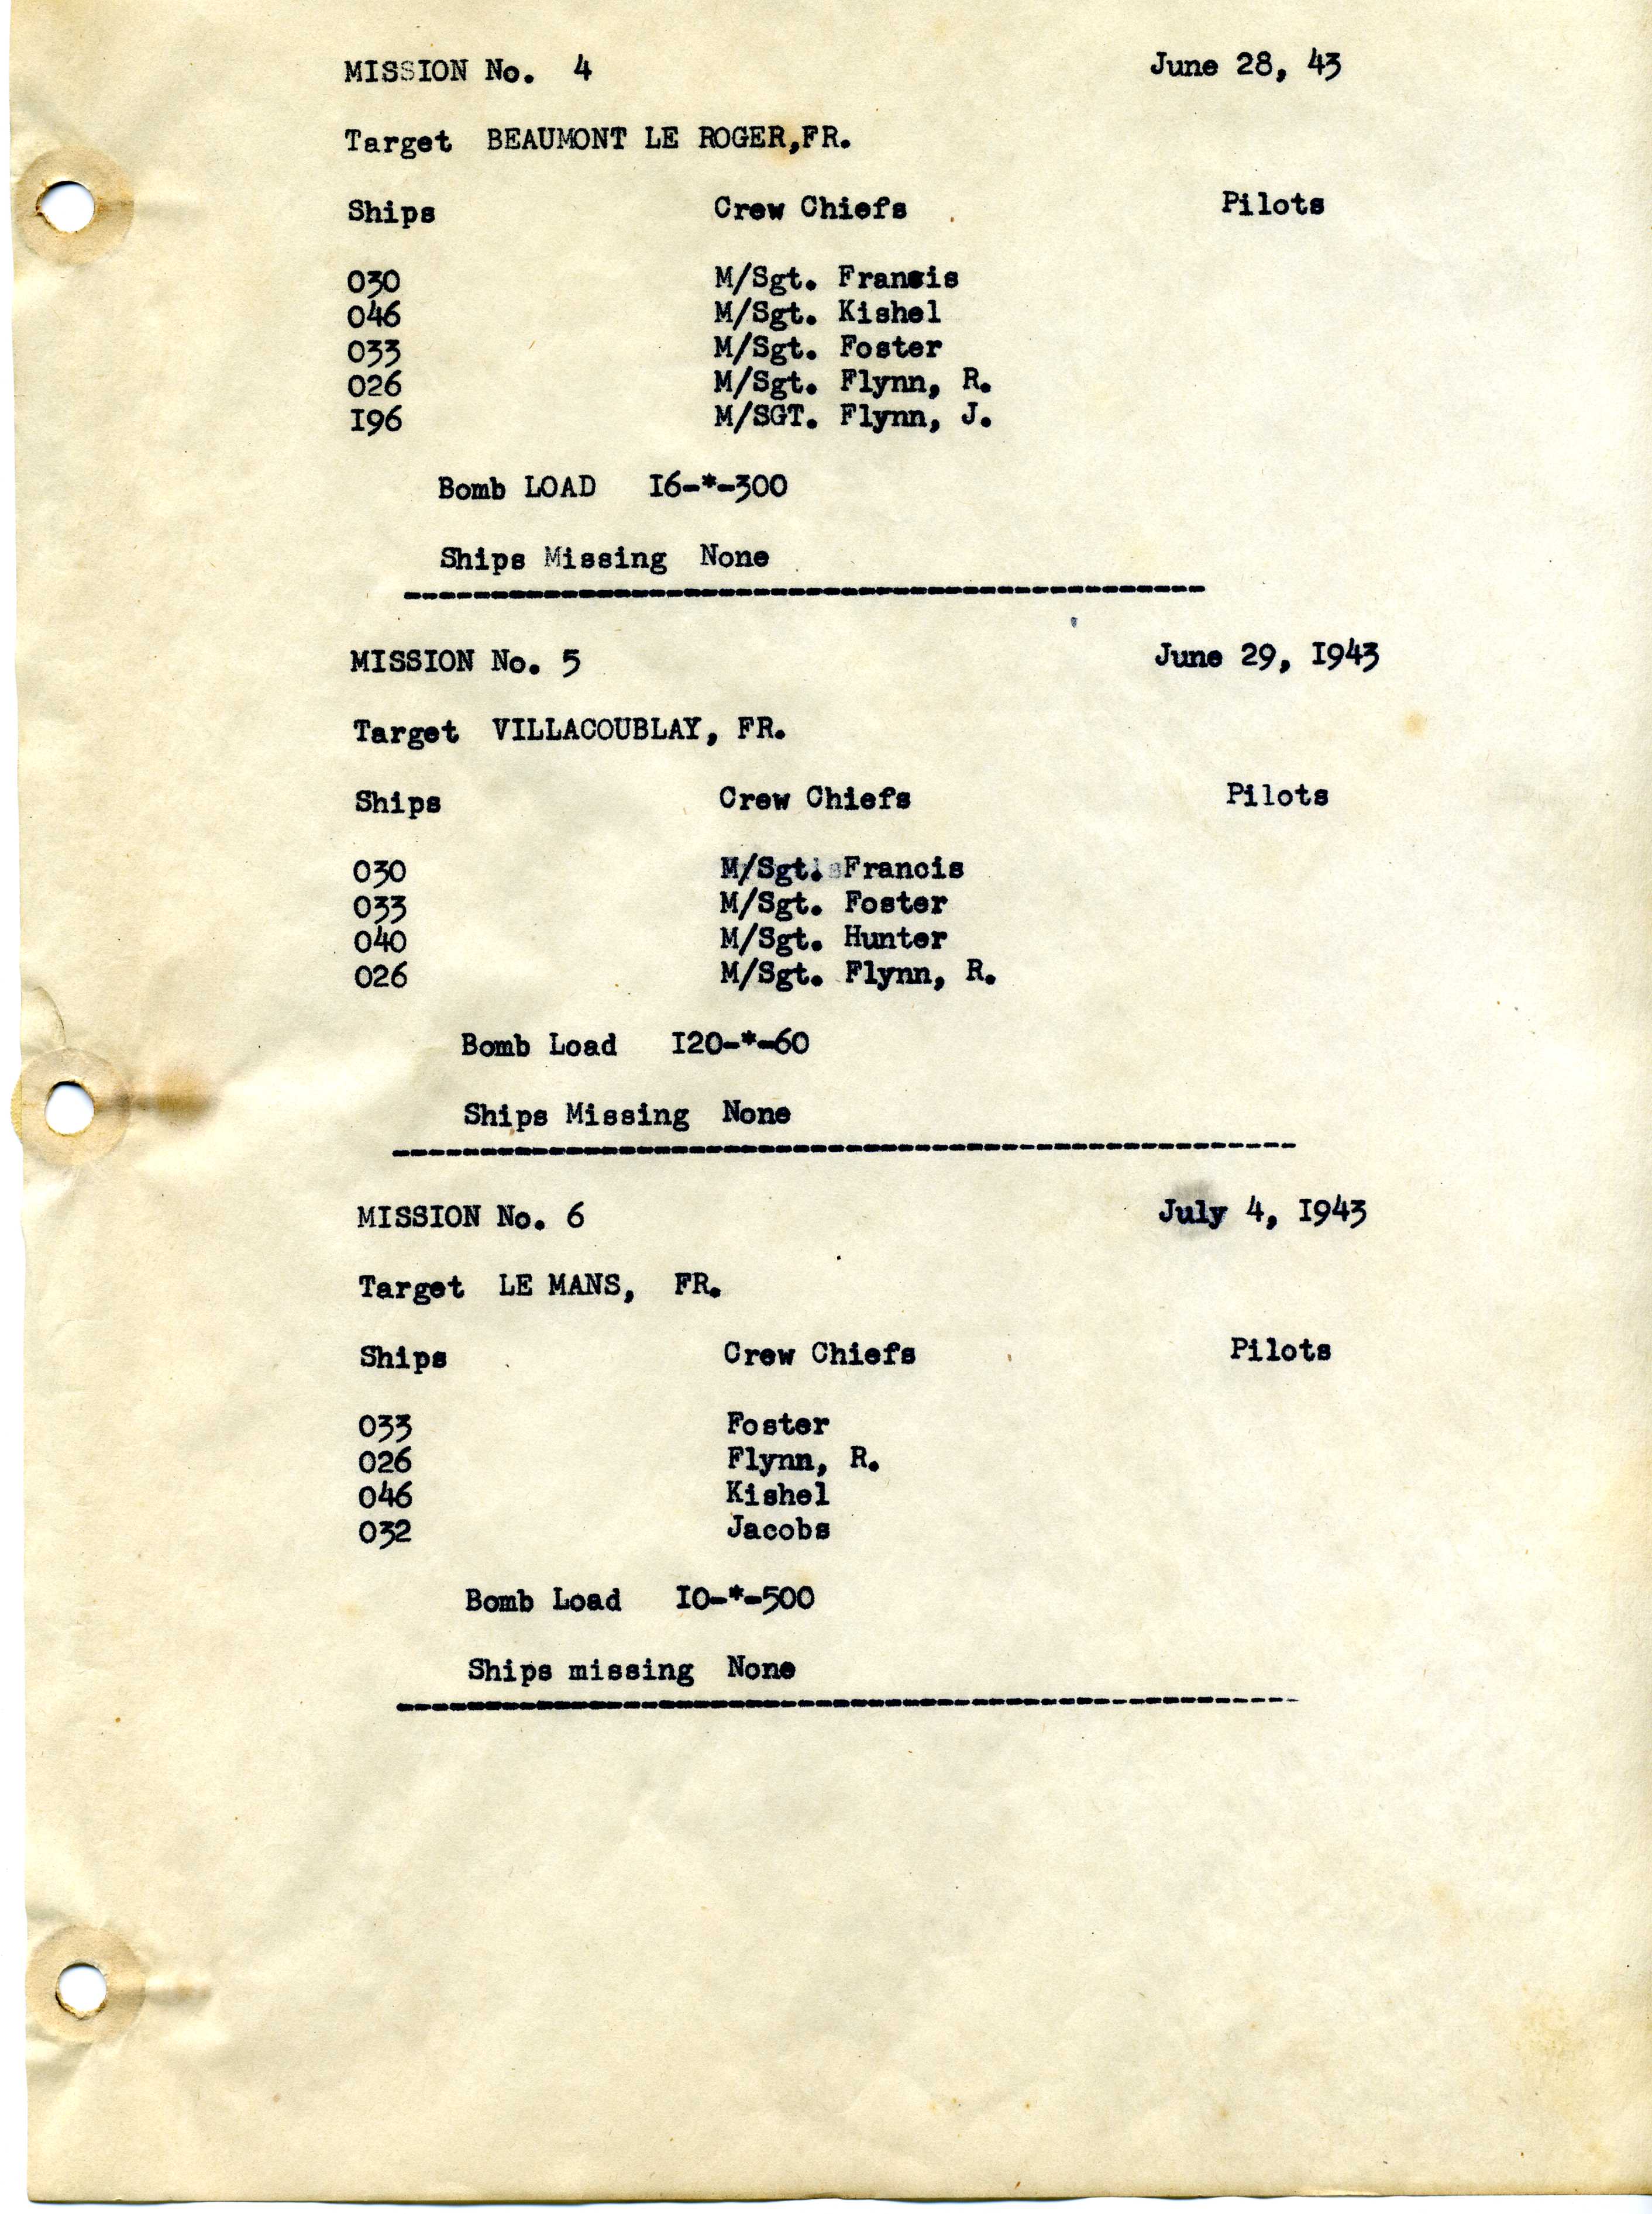 MISSION No. 4 June 28, 43
Target BEAUMONT LE ROGER,FR.
Ships Crew Chiefs Pilots
030 M/Sgt. Francis
046 M/Sgt. Kishel
033 M/Sgt. Foster
026 M/Sgt. Flynn, R.
I96 M/SGT. Flynn, J.
Bomb LOAD I6-*-300
Ships Missing None
MISSION No. 5 June 29, I943
Target VILLACOUBLAY, FR.
Ships Crew Chiefs Pilots
030 M/Sgt. Francis
033 M/Sgt. Foster
040 M/Sgt. Hunter
026 M/Sgt. Flynn, R.
Bomb Load I20-*-60
Ships Missing None
MISSION No. 6 July 4, I943
Target LE MANS, FR.
Ships Crew Chiefs Pilots
033 Foster
026 Flynn, R.
046 Kishel
032 Jacobs
Bomb Load I0-*-500
Ships missing None